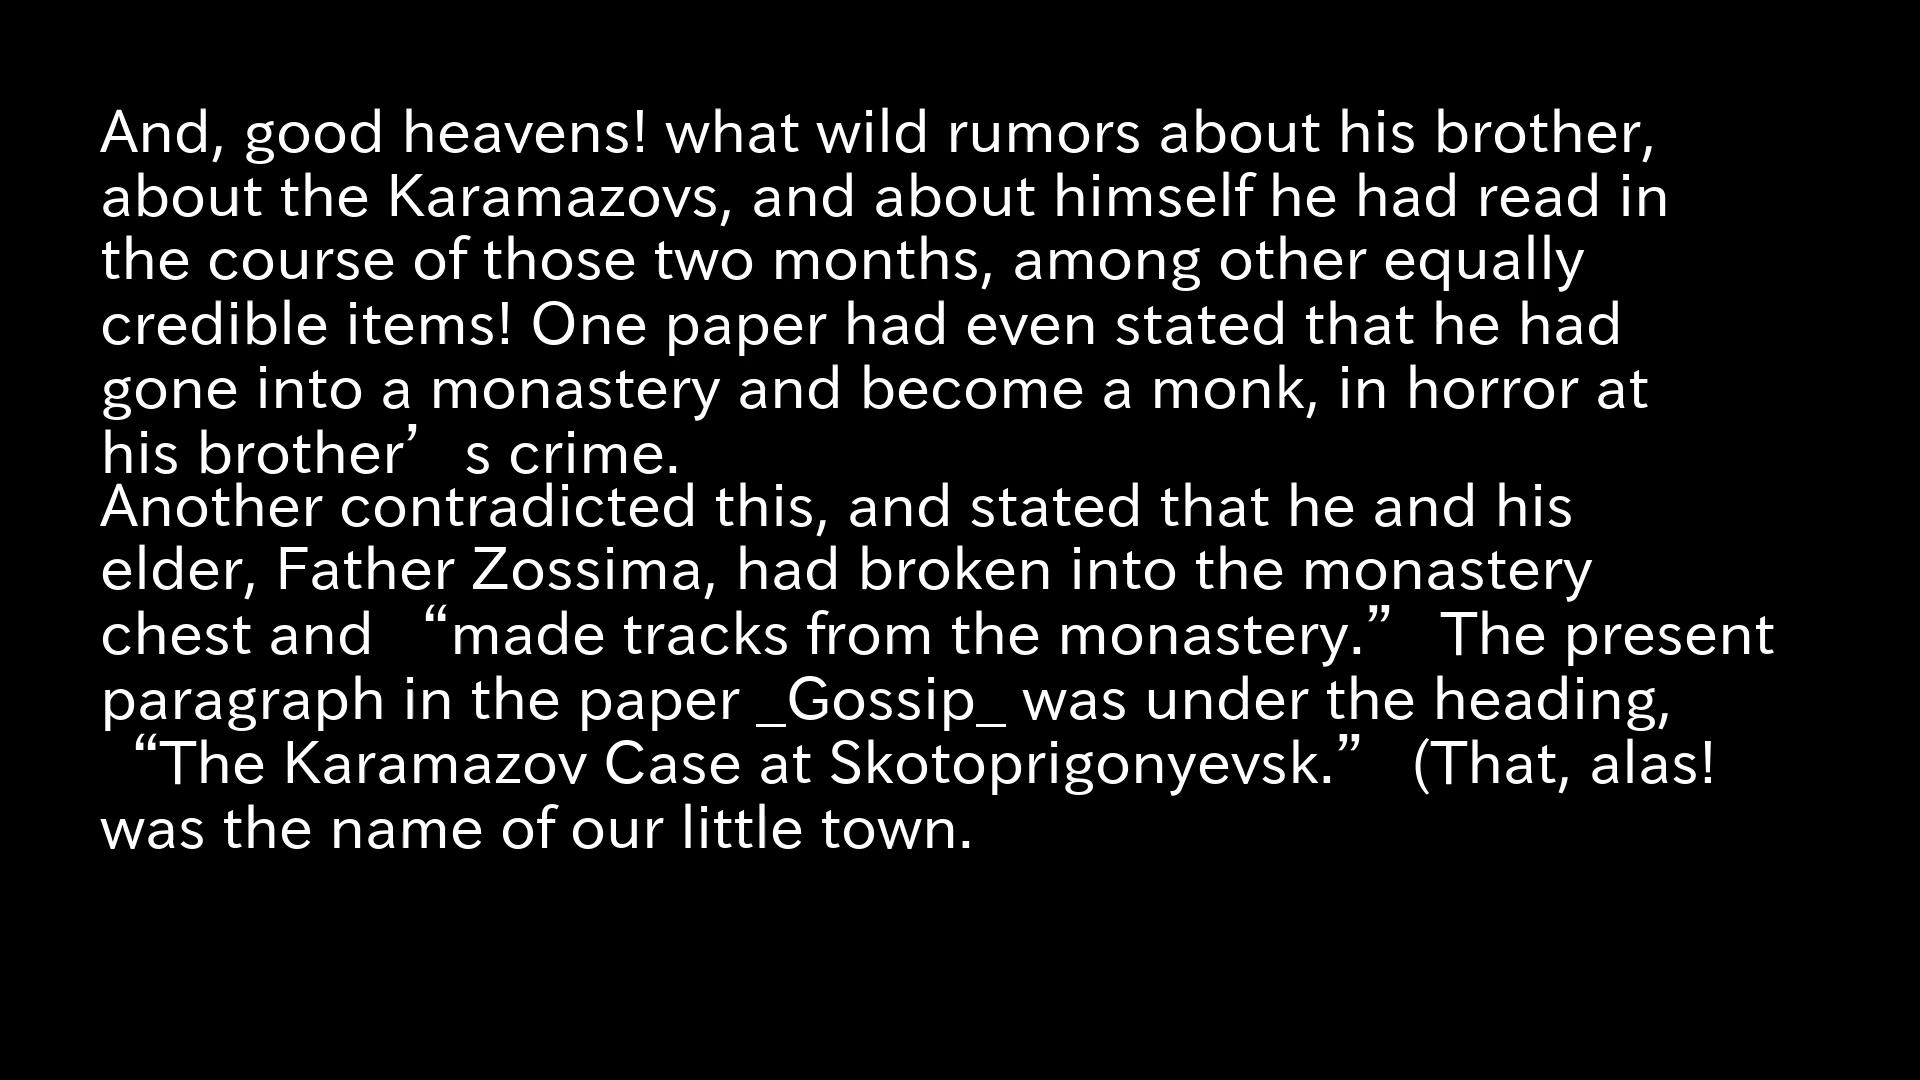 And, good heavens! what wild rumors about his brother,
about the Karamazovs, and about himself he had read in
the course of those two months, among other equally
credible items! One paper had even stated that he had
gone into a monastery and become a monk, in horror at
his brother’s crime.
Another contradicted this, and stated that he and his
elder, Father Zossima, had broken into the monastery
chest and “made tracks from the monastery.” The present
paragraph in the paper _Gossip_ was under the heading,
“The Karamazov Case at Skotoprigonyevsk.” (That, alas!
was the name of our little town.